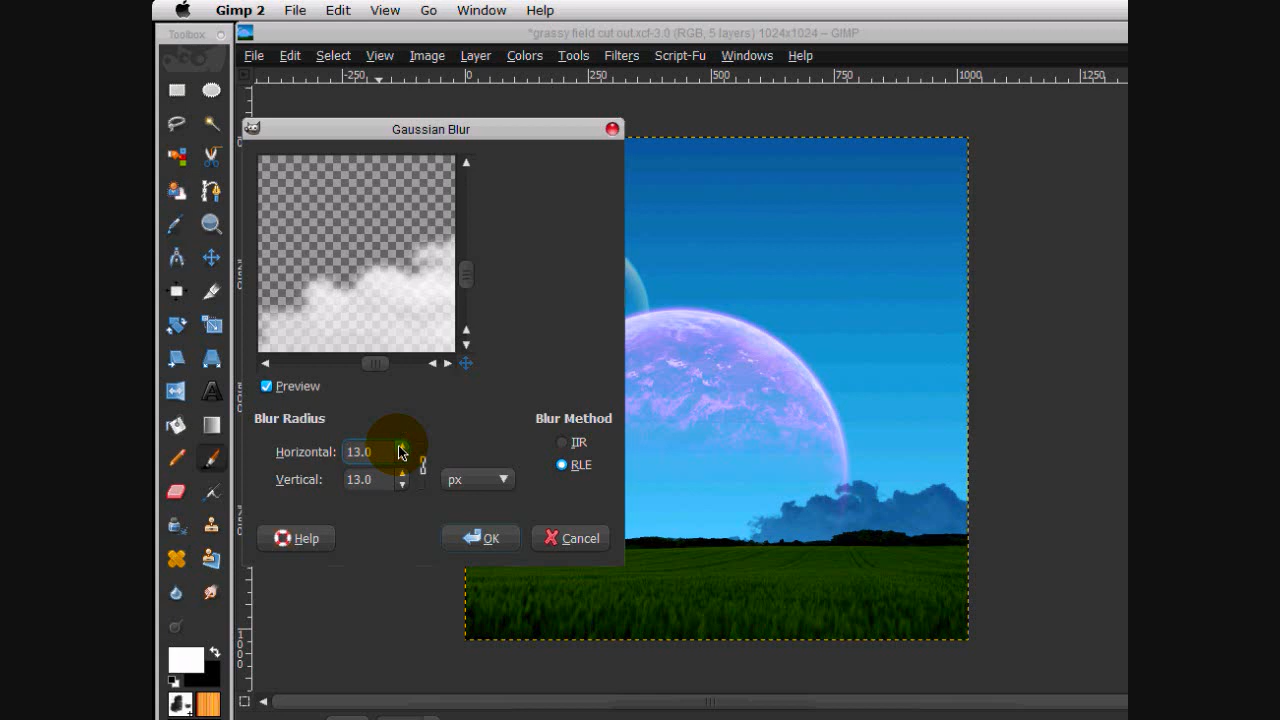 Gimp 2 File Edit View Go Window Help
Toolbox
*grassy field cut out.xcf-3.0 (RGB, 5 layers) 1024x1024 – GIMP
File Edit Select View Image Layer Colors Tools Filters Script-Fu Windows Help
-250 0 250 500 750 1000 1250
Gaussian Blur
Preview
Blur Radius
Blur Method
Horizontal: 13.0
IIR
Vertical: 13.0
px
RLE
Help
OK
Cancel
1000